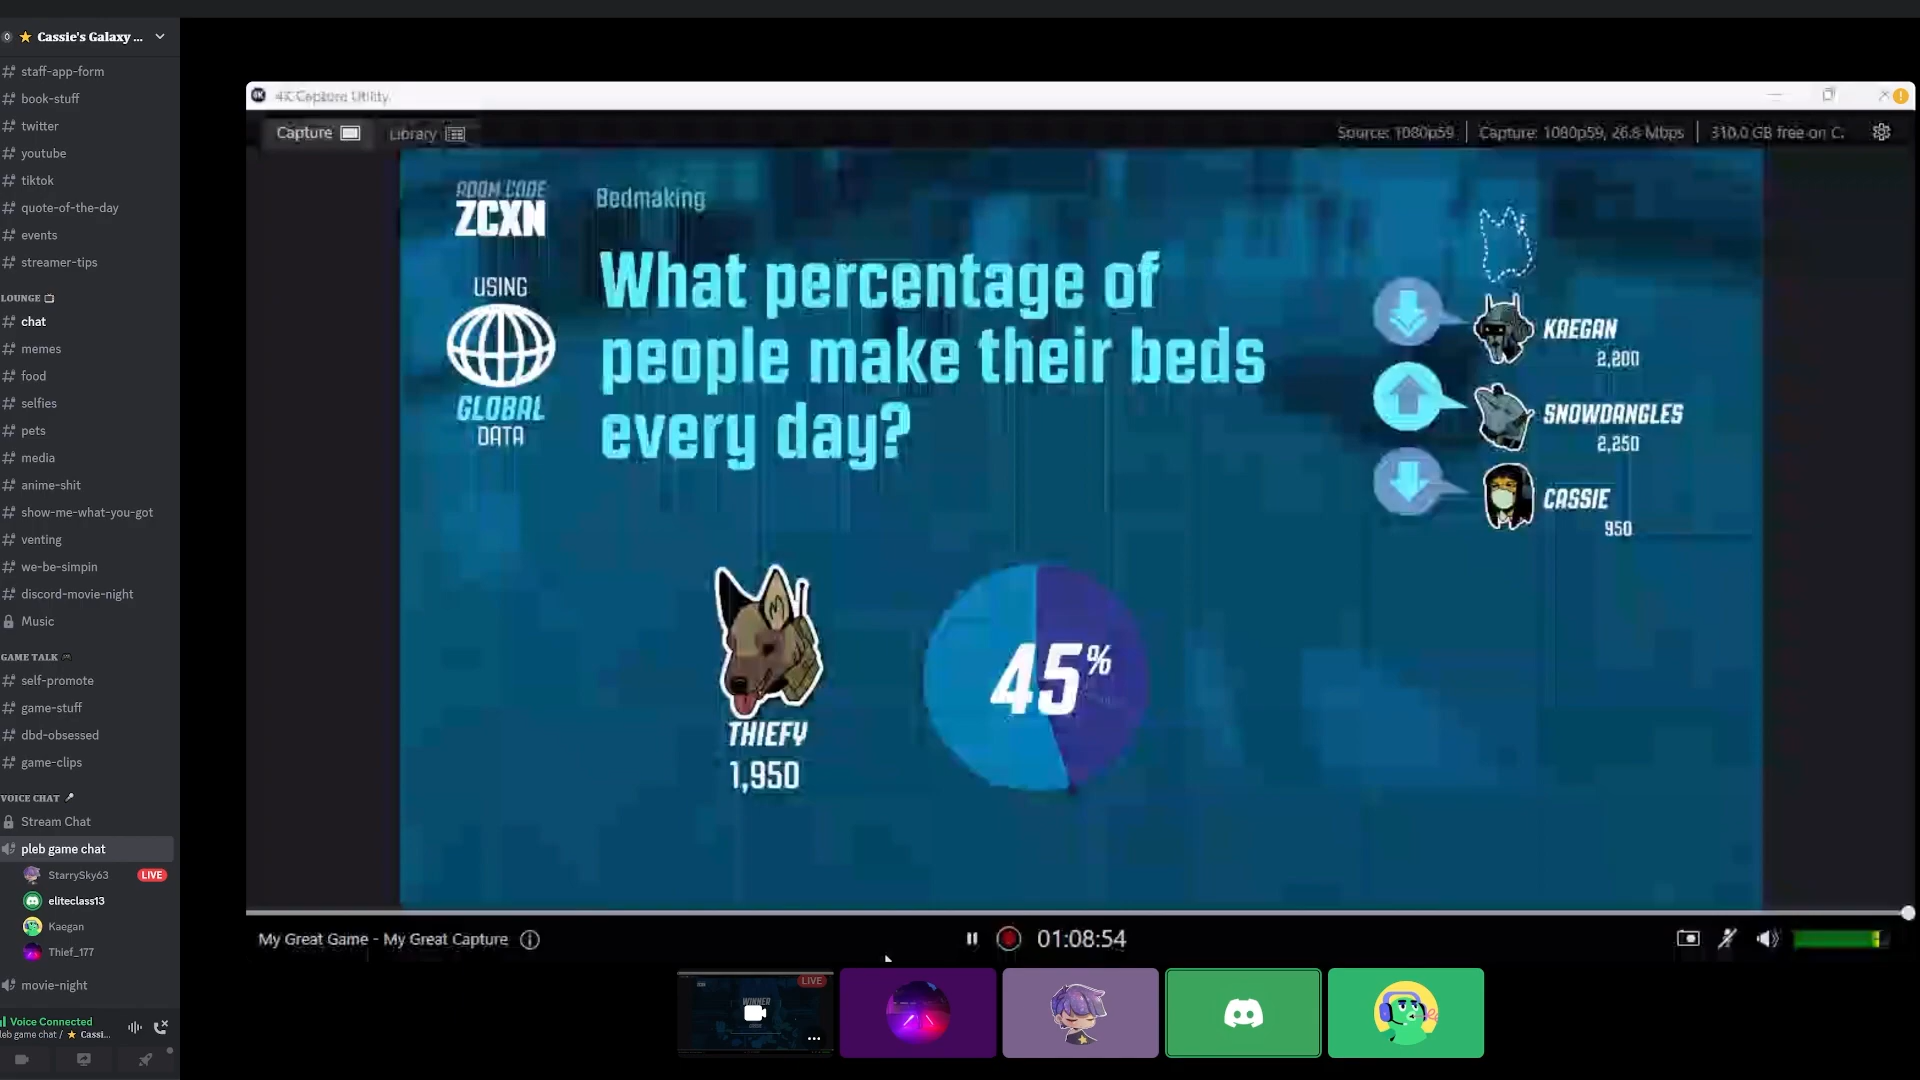 Cassie's Galaxy ...
staff-app-form
book-stuff
twitter
youtube
tiktok
quote-of-the-day
events
streamer-tips
LOUNGE
chat
memes
food
selfies
pets
media
anime-shit
show-me-what-you-got
venting
we-be-simpin
discord-movie-night
Music
GAME TALK
self-promote
game-stuff
dbd-obsessed
game-clips
VOICE CHAT
Stream Chat
pleb game chat
StarrySky63 LIVE
eliteclass13
Kaegan
Thief_177
movie-night
Voice Connected
leb game chat / Cassi...
4K Capture Utility
Capture Library Source: 1080p59 Capture: 1080p59, 26.8 Mbps 310.0 GB free on C.
ROOM CODE
ZCXN
USING
GLOBAL
DATA
Bedmaking
What percentage of
people make their beds
every day?
KAEGAN
2,200
SNOWDANGLES
2,250
CASSIE
950
THIEFY
1,950
45%
My Great Game - My Great Capture
01:08:54
LIVE
WINNER